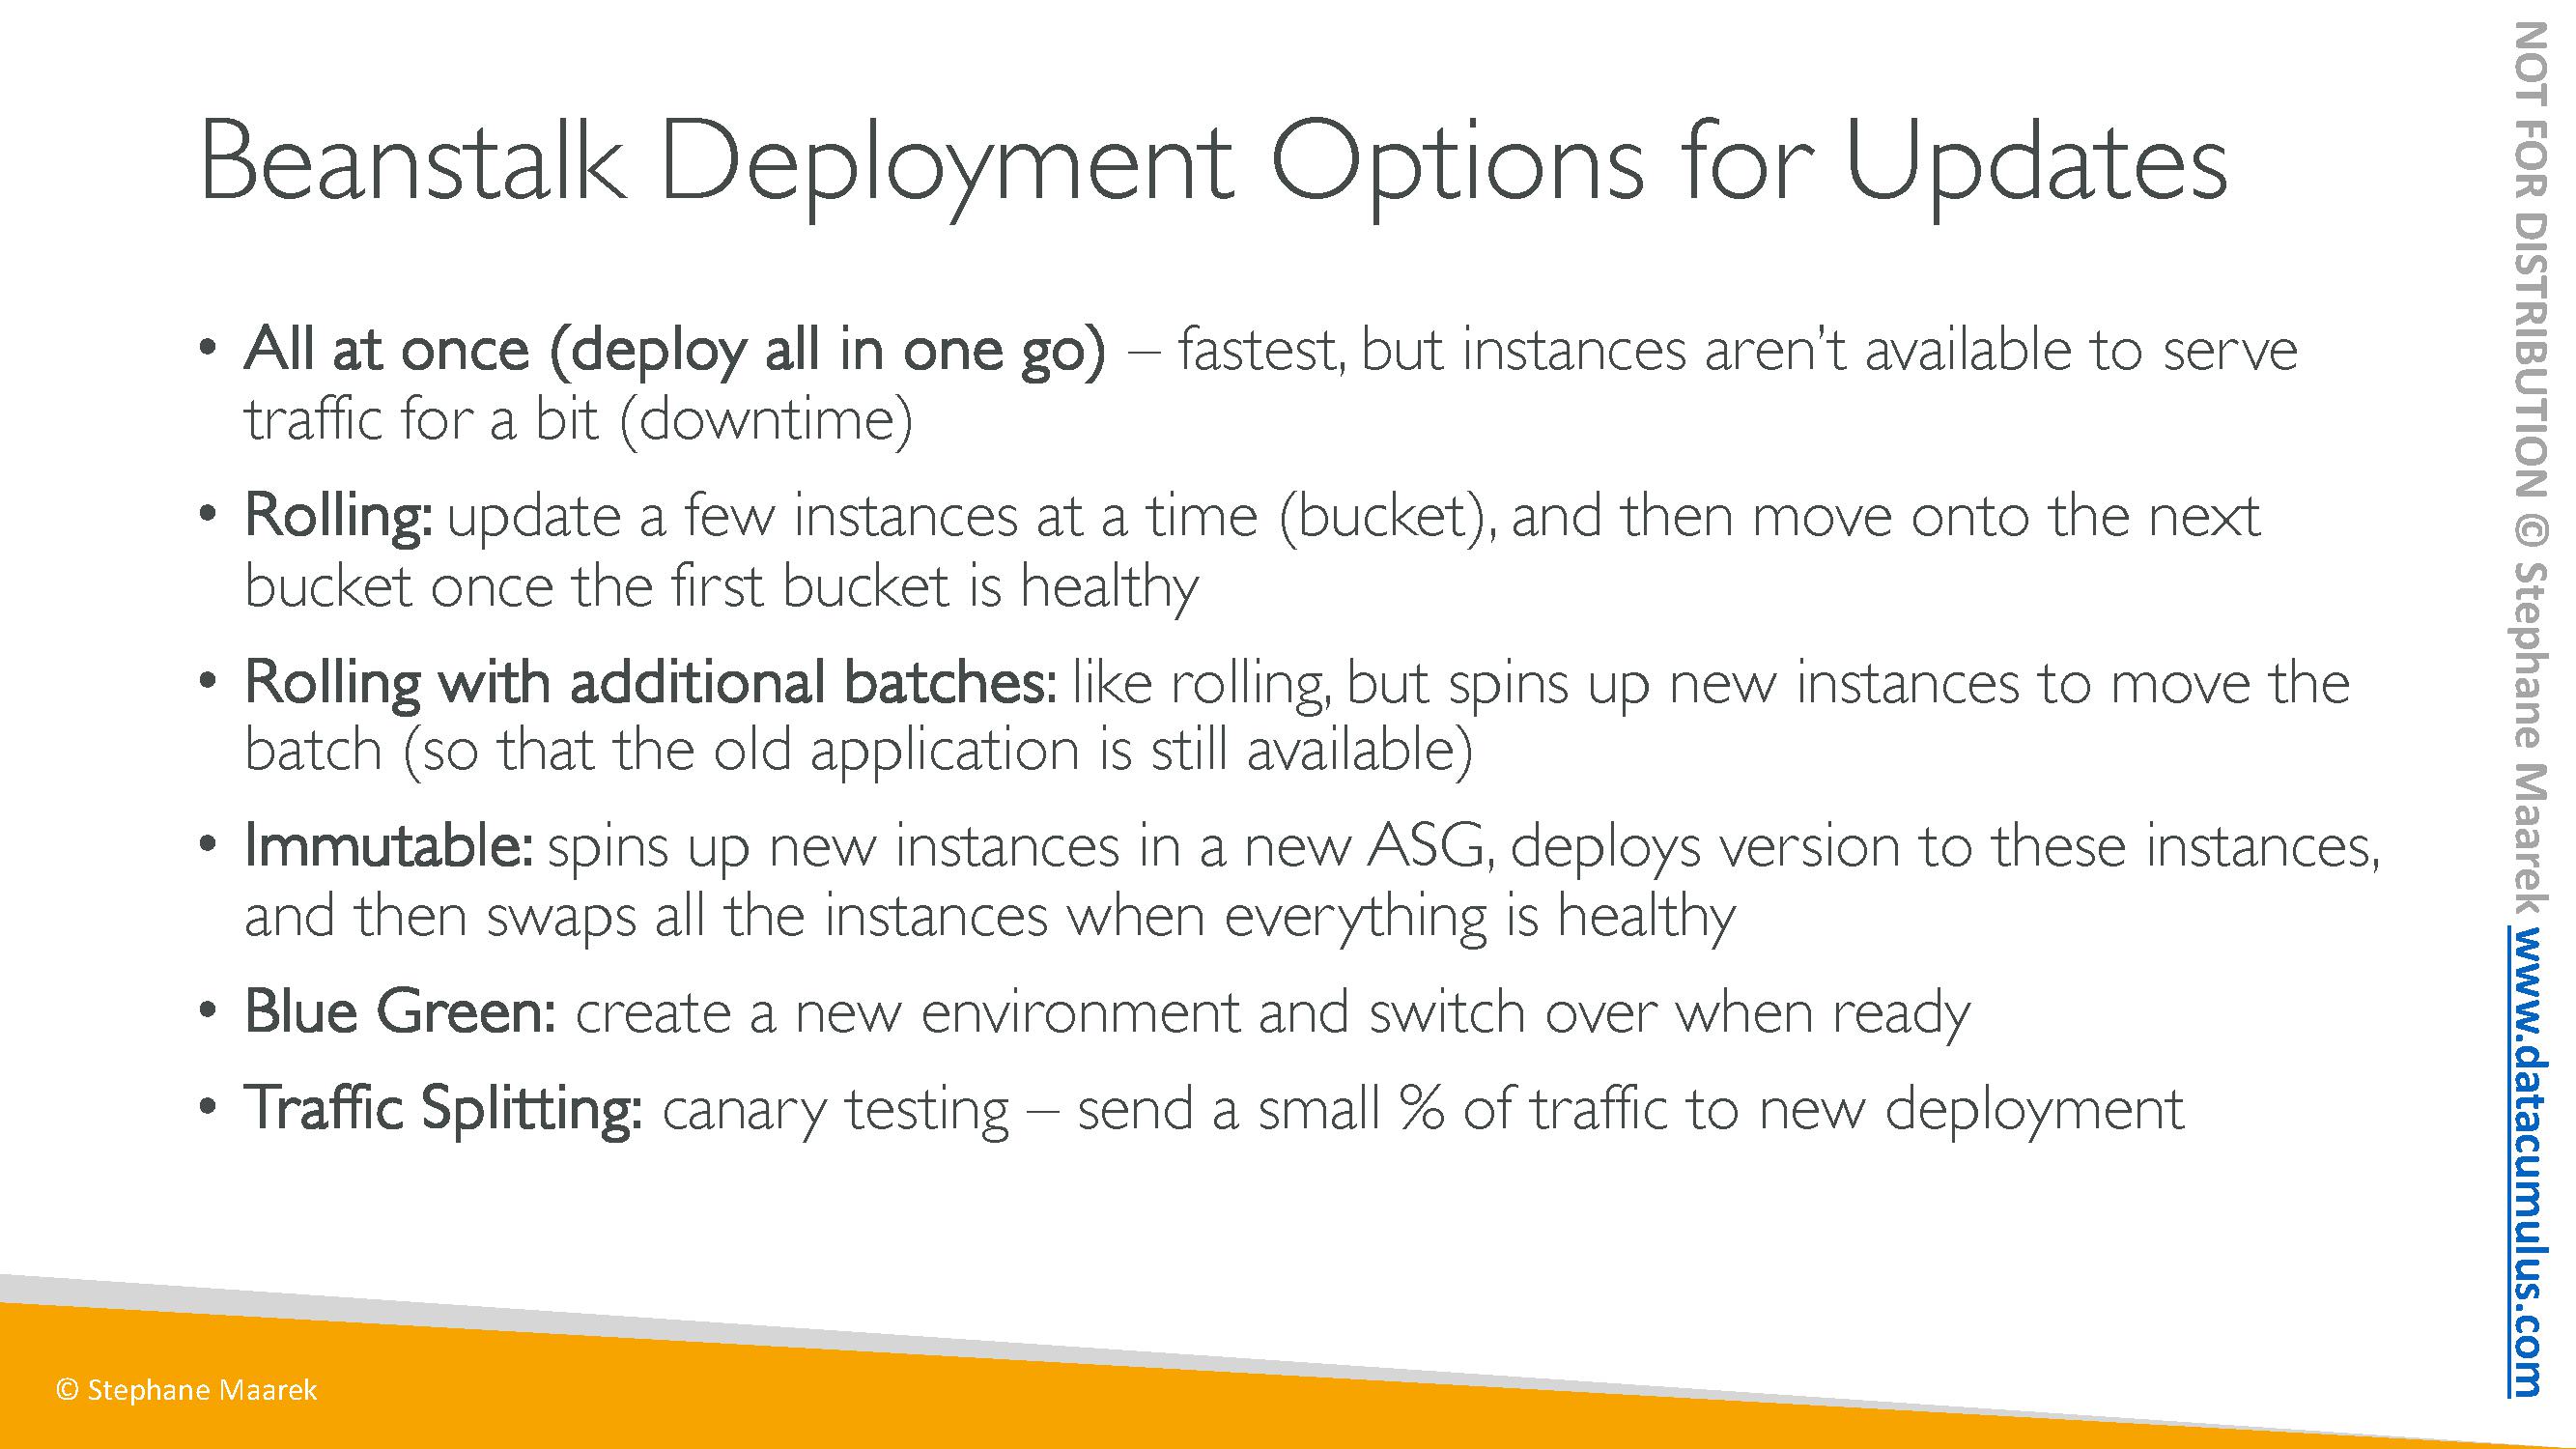 Beanstalk Deployment Options for Updates
• All at once (deploy all in one go) – fastest, but instances aren’t available to serve
traffic for a bit (downtime)
• Rolling: update a few instances at a time (bucket), and then move onto the next
bucket once the first bucket is healthy
• Rolling with additional batches: like rolling, but spins up new instances to move the
batch (so that the old application is still available)
• Immutable: spins up new instances in a new ASG, deploys version to these instances,
and then swaps all the instances when everything is healthy
• Blue Green: create a new environment and switch over when ready
• Traffic Splitting: canary testing – send a small % of traffic to new deployment
© Stephane Maarek
NOT FOR DISTRIBUTION © Stephane Maarek www.datacumulus.com